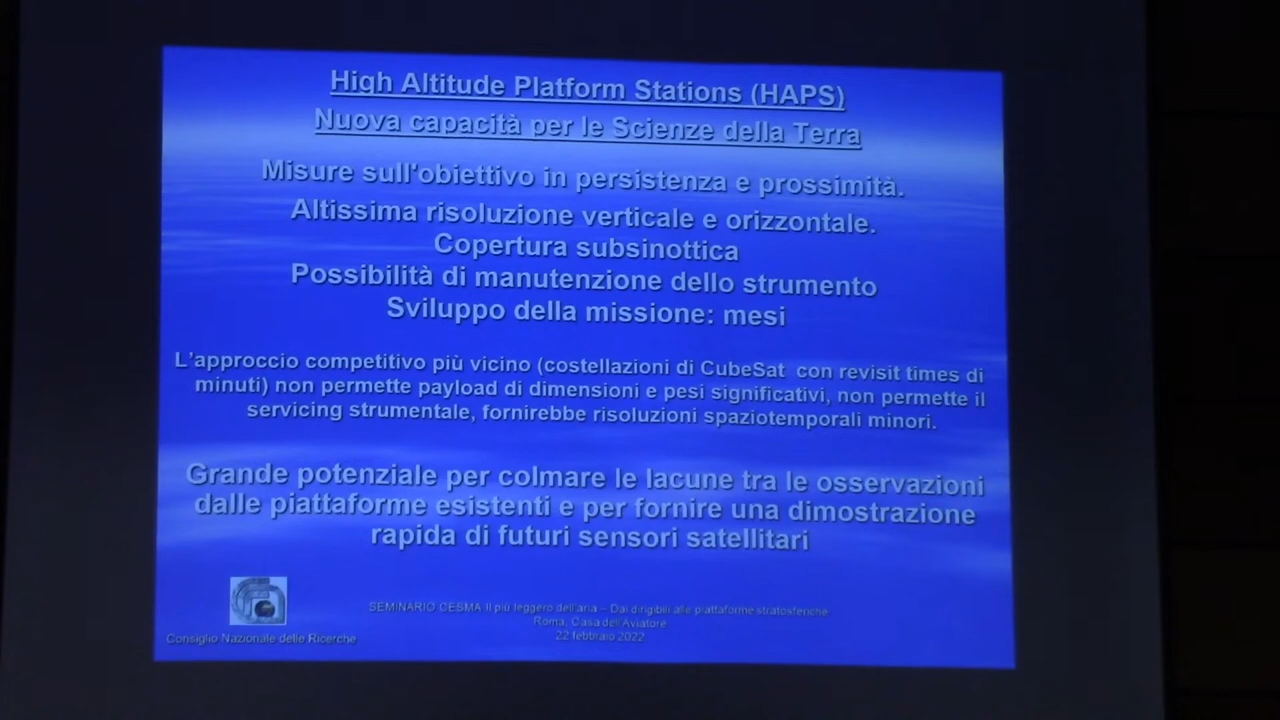 High Altitude Platform Stations (HAPS)
Nuova capacità per le Scienze della Terra
Misure sull'obiettivo in persistenza e prossimità.
Altissima risoluzione verticale e orizzontale.
Copertura subsinottica
Possibilità di manutenzione dello strumento
Sviluppo della missione: mesi
L'approccio competitivo più vicino (costellazioni di CubeSat con revisit times di
minuti) non permette payload di dimensioni e pesi significativi, non permette il
servicing strumentale, fornirebbe risoluzioni spaziotemporali minori.
Grande potenziale per colmare le lacune tra le osservazioni
dalle piattaforme esistenti e per fornire una dimostrazione
rapida di futuri sensori satellitari
SEMINARIO CESMA Il più leggero dell'aria – Dai dirigibili alle piattaforme stratosferiche
Roma, Casa dell'Aviatore
22 febbraio 2022
Consiglio Nazionale delle Ricerche